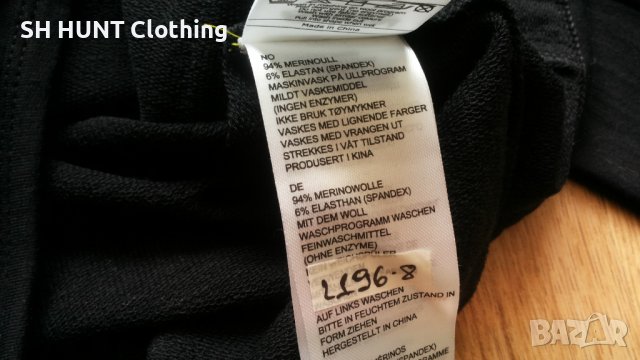 SH HUNT Clothing
Made in China
NO
94% MERINOULL
6% ELASTAN (SPANDEX)
MASKINVASK PÅ ULLPROGRAM
MILDT VASKEMIDDEL
(INGEN ENZYMER)
IKKE BRUK TØYMYKNER
VASKES MED LIGNENDE FARGER
VASKES MED VRANGEN UT
STREKKES I VÅT TILSTAND
PRODUSERT I KINA
DE
94% MERINOWOLLE
6% ELASTHAN (SPANDEX)
MIT DEM WOLL
WASCHPROGRAMM WASCHEN
FEINWASCHMITTEL
(OHNE ENZYME)
L196-8
AUF LINKS WASCHEN
BITTE IN FEUCHTEM ZUSTAND IN
FORM ZIEHEN
HERGESTELLT IN CHINA
BAZAR.bg